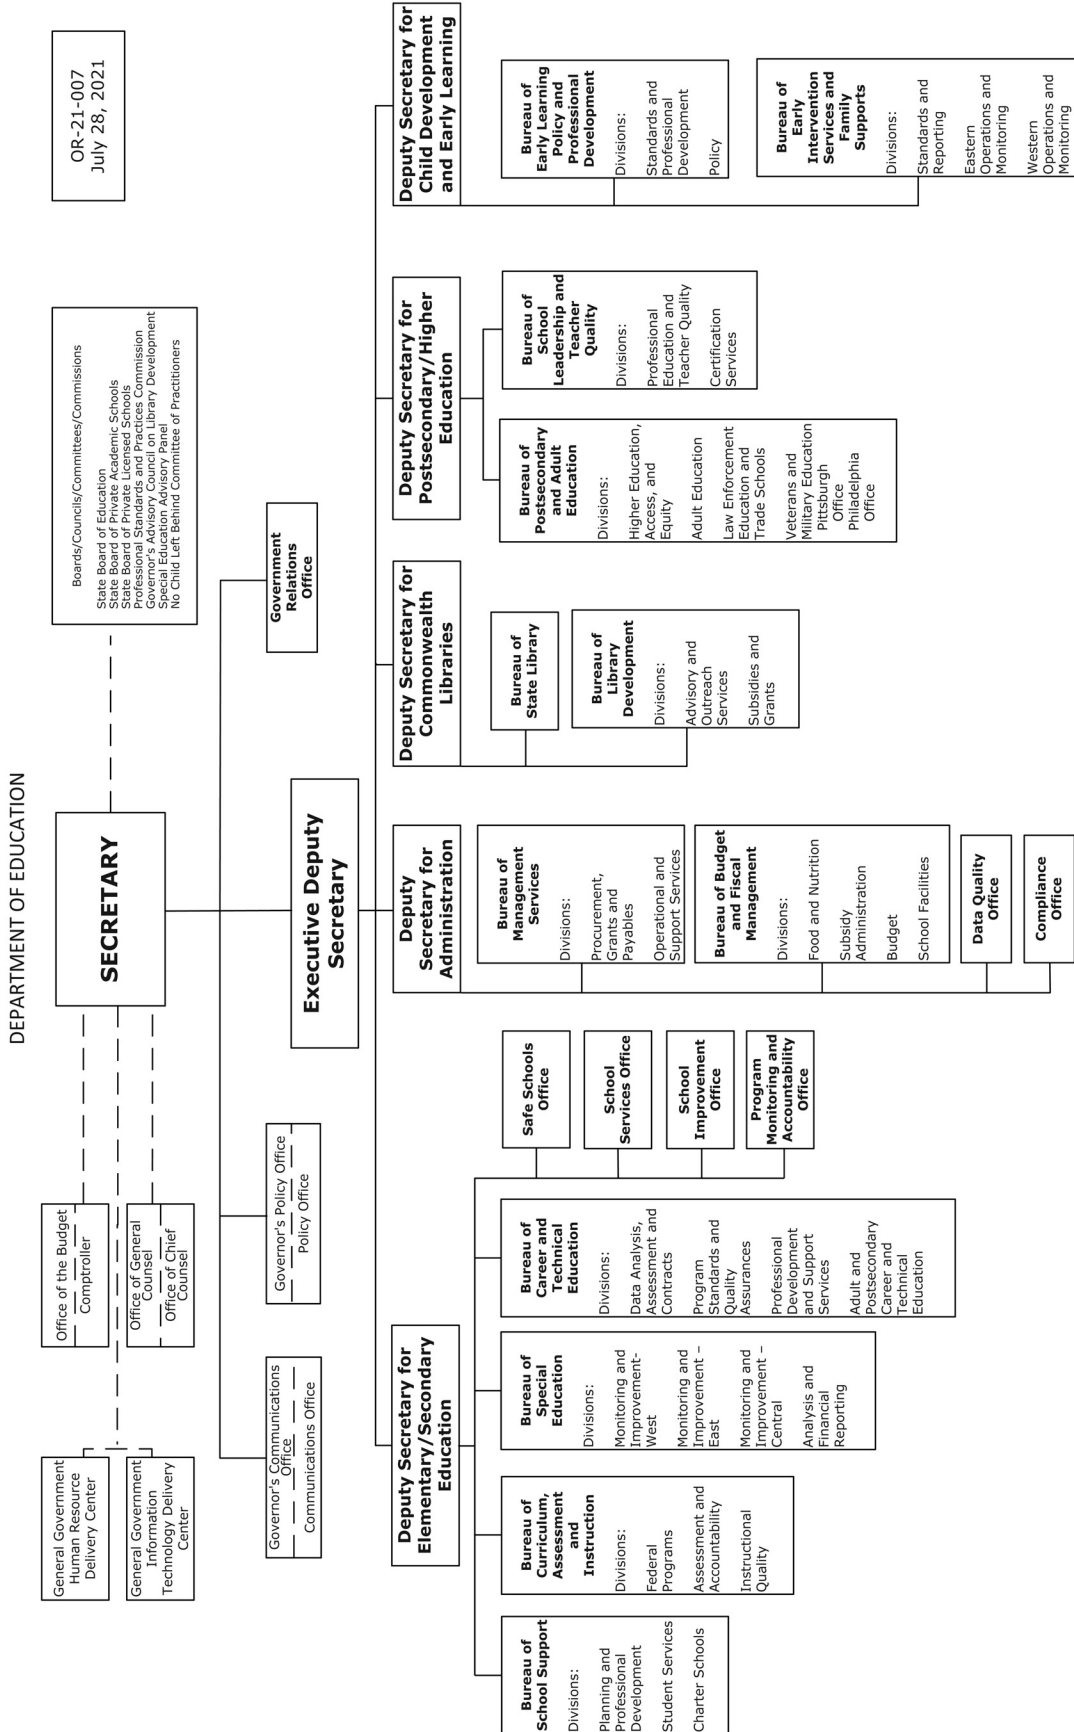 DEPARTMENT OF EDUCATION
OR-21-007
July 28, 2021
General Government
Human Resource
Delivery Center
General Government
Information
Technology Delivery
Center
Office of the Budget
Comptroller
Office of General
Counsel
Office of Chief
Counsel
SECRETARY
Boards/Councils/Committees/Commissions
State Board of Education
State Board of Private Academic Schools
State Board of Private Licensed Schools
Professional Standards and Practices Commission
Governor's Advisory Council on Library Development
Special Education Advisory Panel
No Child Left Behind Committee of Practitioners
Governor's Communications
Office
Communications Office
Governor's Policy Office
Policy Office
Government
Relations
Office
Executive Deputy
Secretary
Deputy Secretary for
Elementary/Secondary
Education
Bureau of
School Support
Divisions:
Planning and
Professional
Development
Student Services
Charter Schools
Bureau of
Curriculum,
Assessment
and
Instruction
Divisions:
Federal
Programs
Assessment and
Accountability
Instructional
Quality
Bureau of
Special
Education
Divisions:
Monitoring and
Improvement-
West
Monitoring and
Improvement –
East
Monitoring and
Improvement –
Central
Analysis and
Financial
Reporting
Bureau of
Career and
Technical
Education
Divisions:
Data Analysis,
Assessment and
Contracts
Program
Standards and
Quality
Assurances
Professional
Development
and Support
Services
Adult and
Postsecondary
Career and
Technical
Education
Safe Schools
Office
School
Services Office
School
Improvement
Office
Program
Monitoring and
Accountability
Office
Deputy
Secretary for
Administration
Bureau of
Management
Services
Divisions:
Procurement,
Grants and
Payables
Operational and
Support Services
Bureau of Budget
and Fiscal
Management
Divisions:
Food and Nutrition
Subsidy
Administration
Budget
School Facilities
Data Quality
Office
Compliance
Office
Deputy Secretary for
Commonwealth
Libraries
Bureau of
State Library
Bureau of
Library
Development
Divisions:
Advisory and
Outreach
Services
Subsidies and
Grants
Deputy Secretary for
Postsecondary/Higher
Education
Bureau of
Postsecondary
and Adult
Education
Divisions:
Higher Education,
Access, and
Equity
Adult Education
Law Enforcement
Education and
Trade Schools
Veterans and
Military Education
Pittsburgh
Office
Philadelphia
Office
Bureau of
School
Leadership and
Teacher
Quality
Divisions:
Professional
Education and
Teacher Quality
Certification
Services
Deputy Secretary for
Child Development
and Early Learning
Bureau of
Early Learning
Policy and
Professional
Development
Divisions:
Standards and
Professional
Development
Policy
Bureau of
Early
Intervention
Services and
Family
Supports
Divisions:
Standards and
Reporting
Eastern
Operations and
Monitoring
Western
Operations and
Monitoring